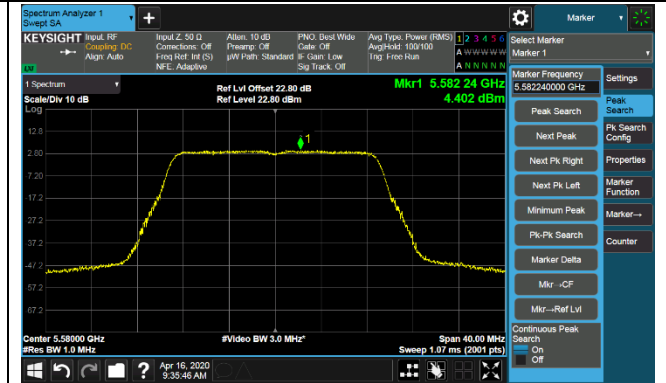 Spectrum Analyzer 1
Swept SA
+
Marker
KEYSIGHT Input: RF Input Z: 50 Ω Atten: 10 dB PNO: Best Wide Avg Type: Power (RMS) 1 2 3 4 5 6
Coupling: DC Corrections: Off Preamp: Off Gate: Off Avg|Hold: 100/100 A W W W W W
Align: Auto Freq Ref: Int (S) µW Path: Standard IF Gain: Low Trig: Free Run
NFE: Adaptive Sig Track: Off A N N N N N
Select Marker
Marker 1
1 Spectrum
Scale/Div 10 dB
Log
Ref Lvl Offset 22.80 dB
Ref Level 22.80 dBm
Mkr1 5.582 24 GHz
4.402 dBm
1
12.8
2.80
-7.20
-17.2
-27.2
-37.2
-47.2
-57.2
-67.2
Center 5.58000 GHz
#Res BW 1.0 MHz
#Video BW 3.0 MHz*
Span 40.00 MHz
Sweep 1.07 ms (2001 pts)
Marker Frequency
5.582240000 GHz
Peak Search
Next Peak
Next Pk Right
Next Pk Left
Minimum Peak
Pk-Pk Search
Marker Delta
Mkr→CF
Mkr→Ref Lvl
Continuous Peak
Search
On
Off
Settings
Peak
Search
Pk Search
Config
Properties
Marker
Function
Marker→
Counter
?
Apr 16, 2020
9:35:46 AM